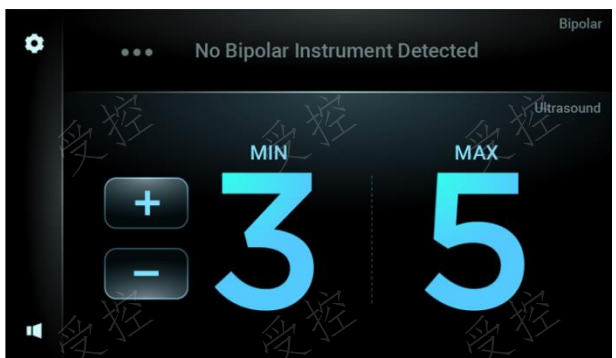 Bipolar
••• No Bipolar Instrument Detected
Ultrasound
受控 受控 受控
MIN MAX
+ 3 5
−
受控 受控 受控